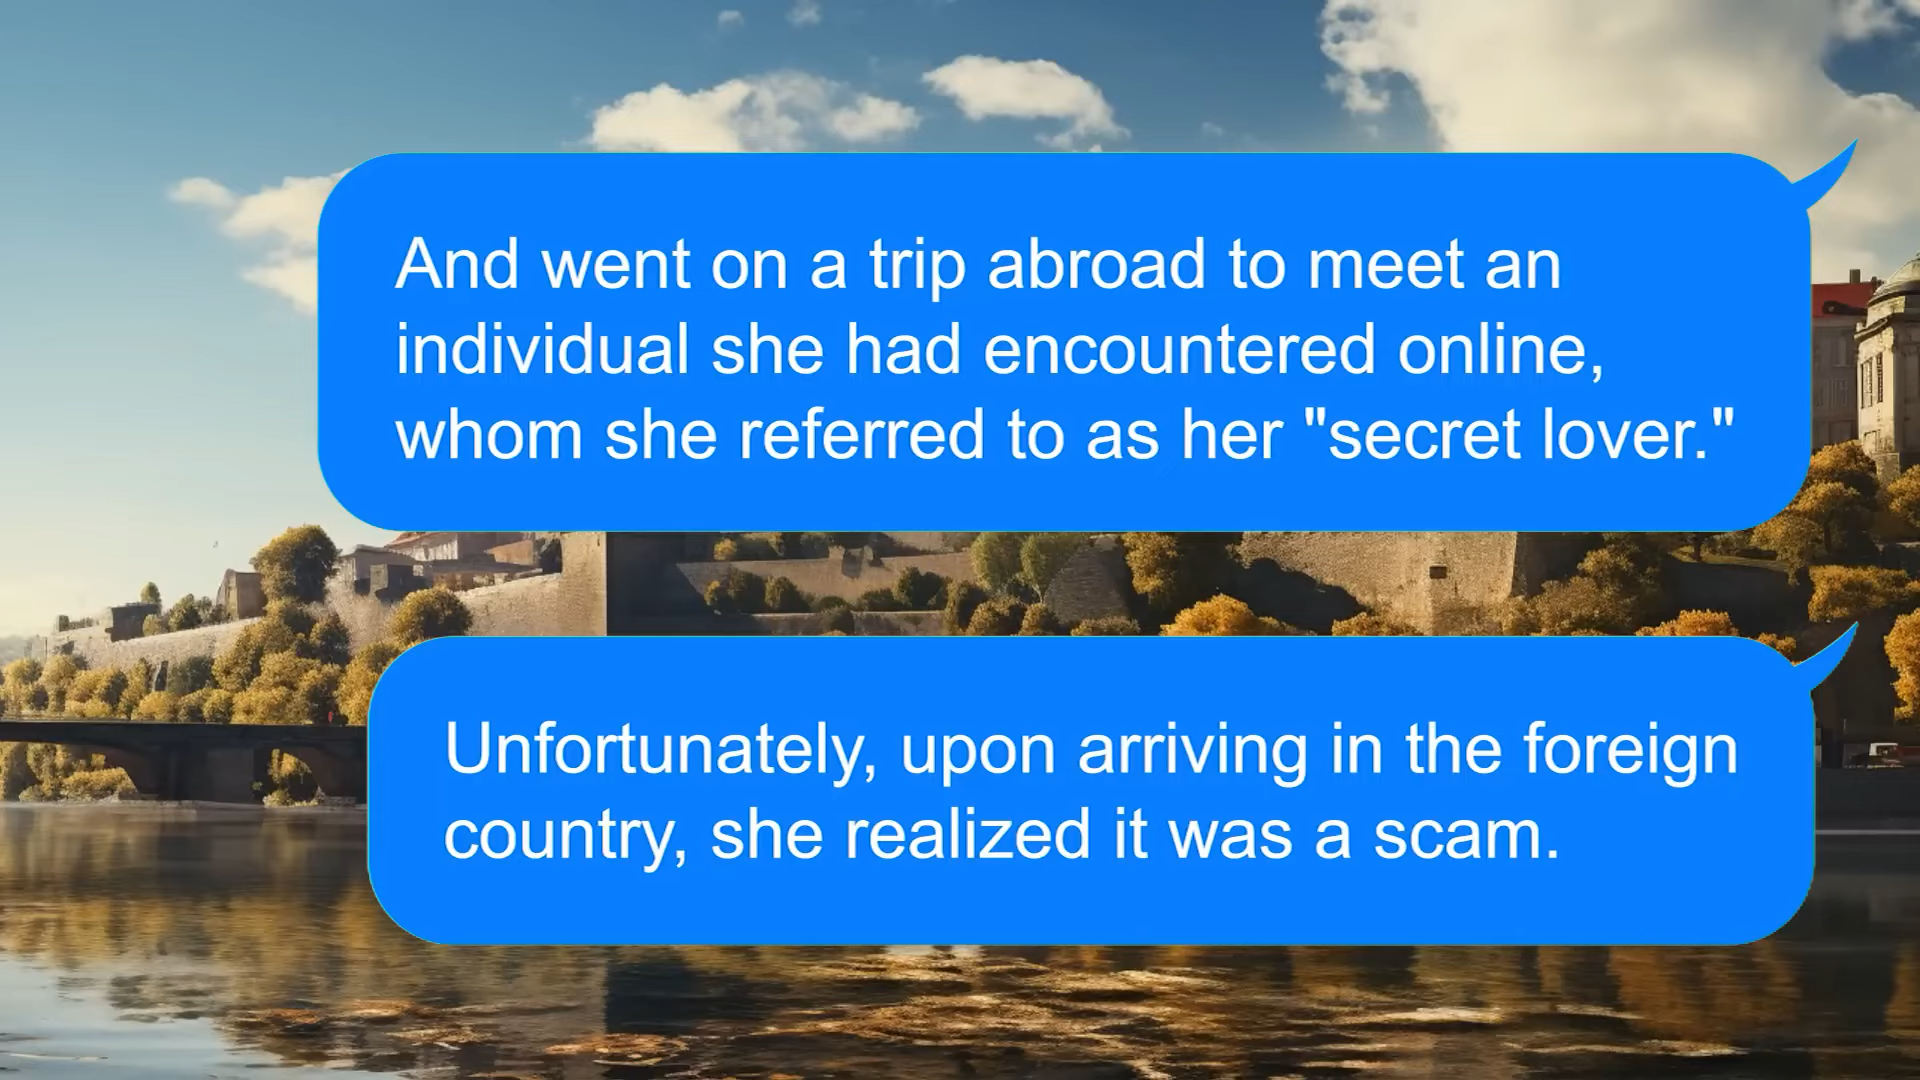 And went on a trip abroad to meet an
individual she had encountered online,
whom she referred to as her "secret lover."
Unfortunately, upon arriving in the foreign
country, she realized it was a scam.